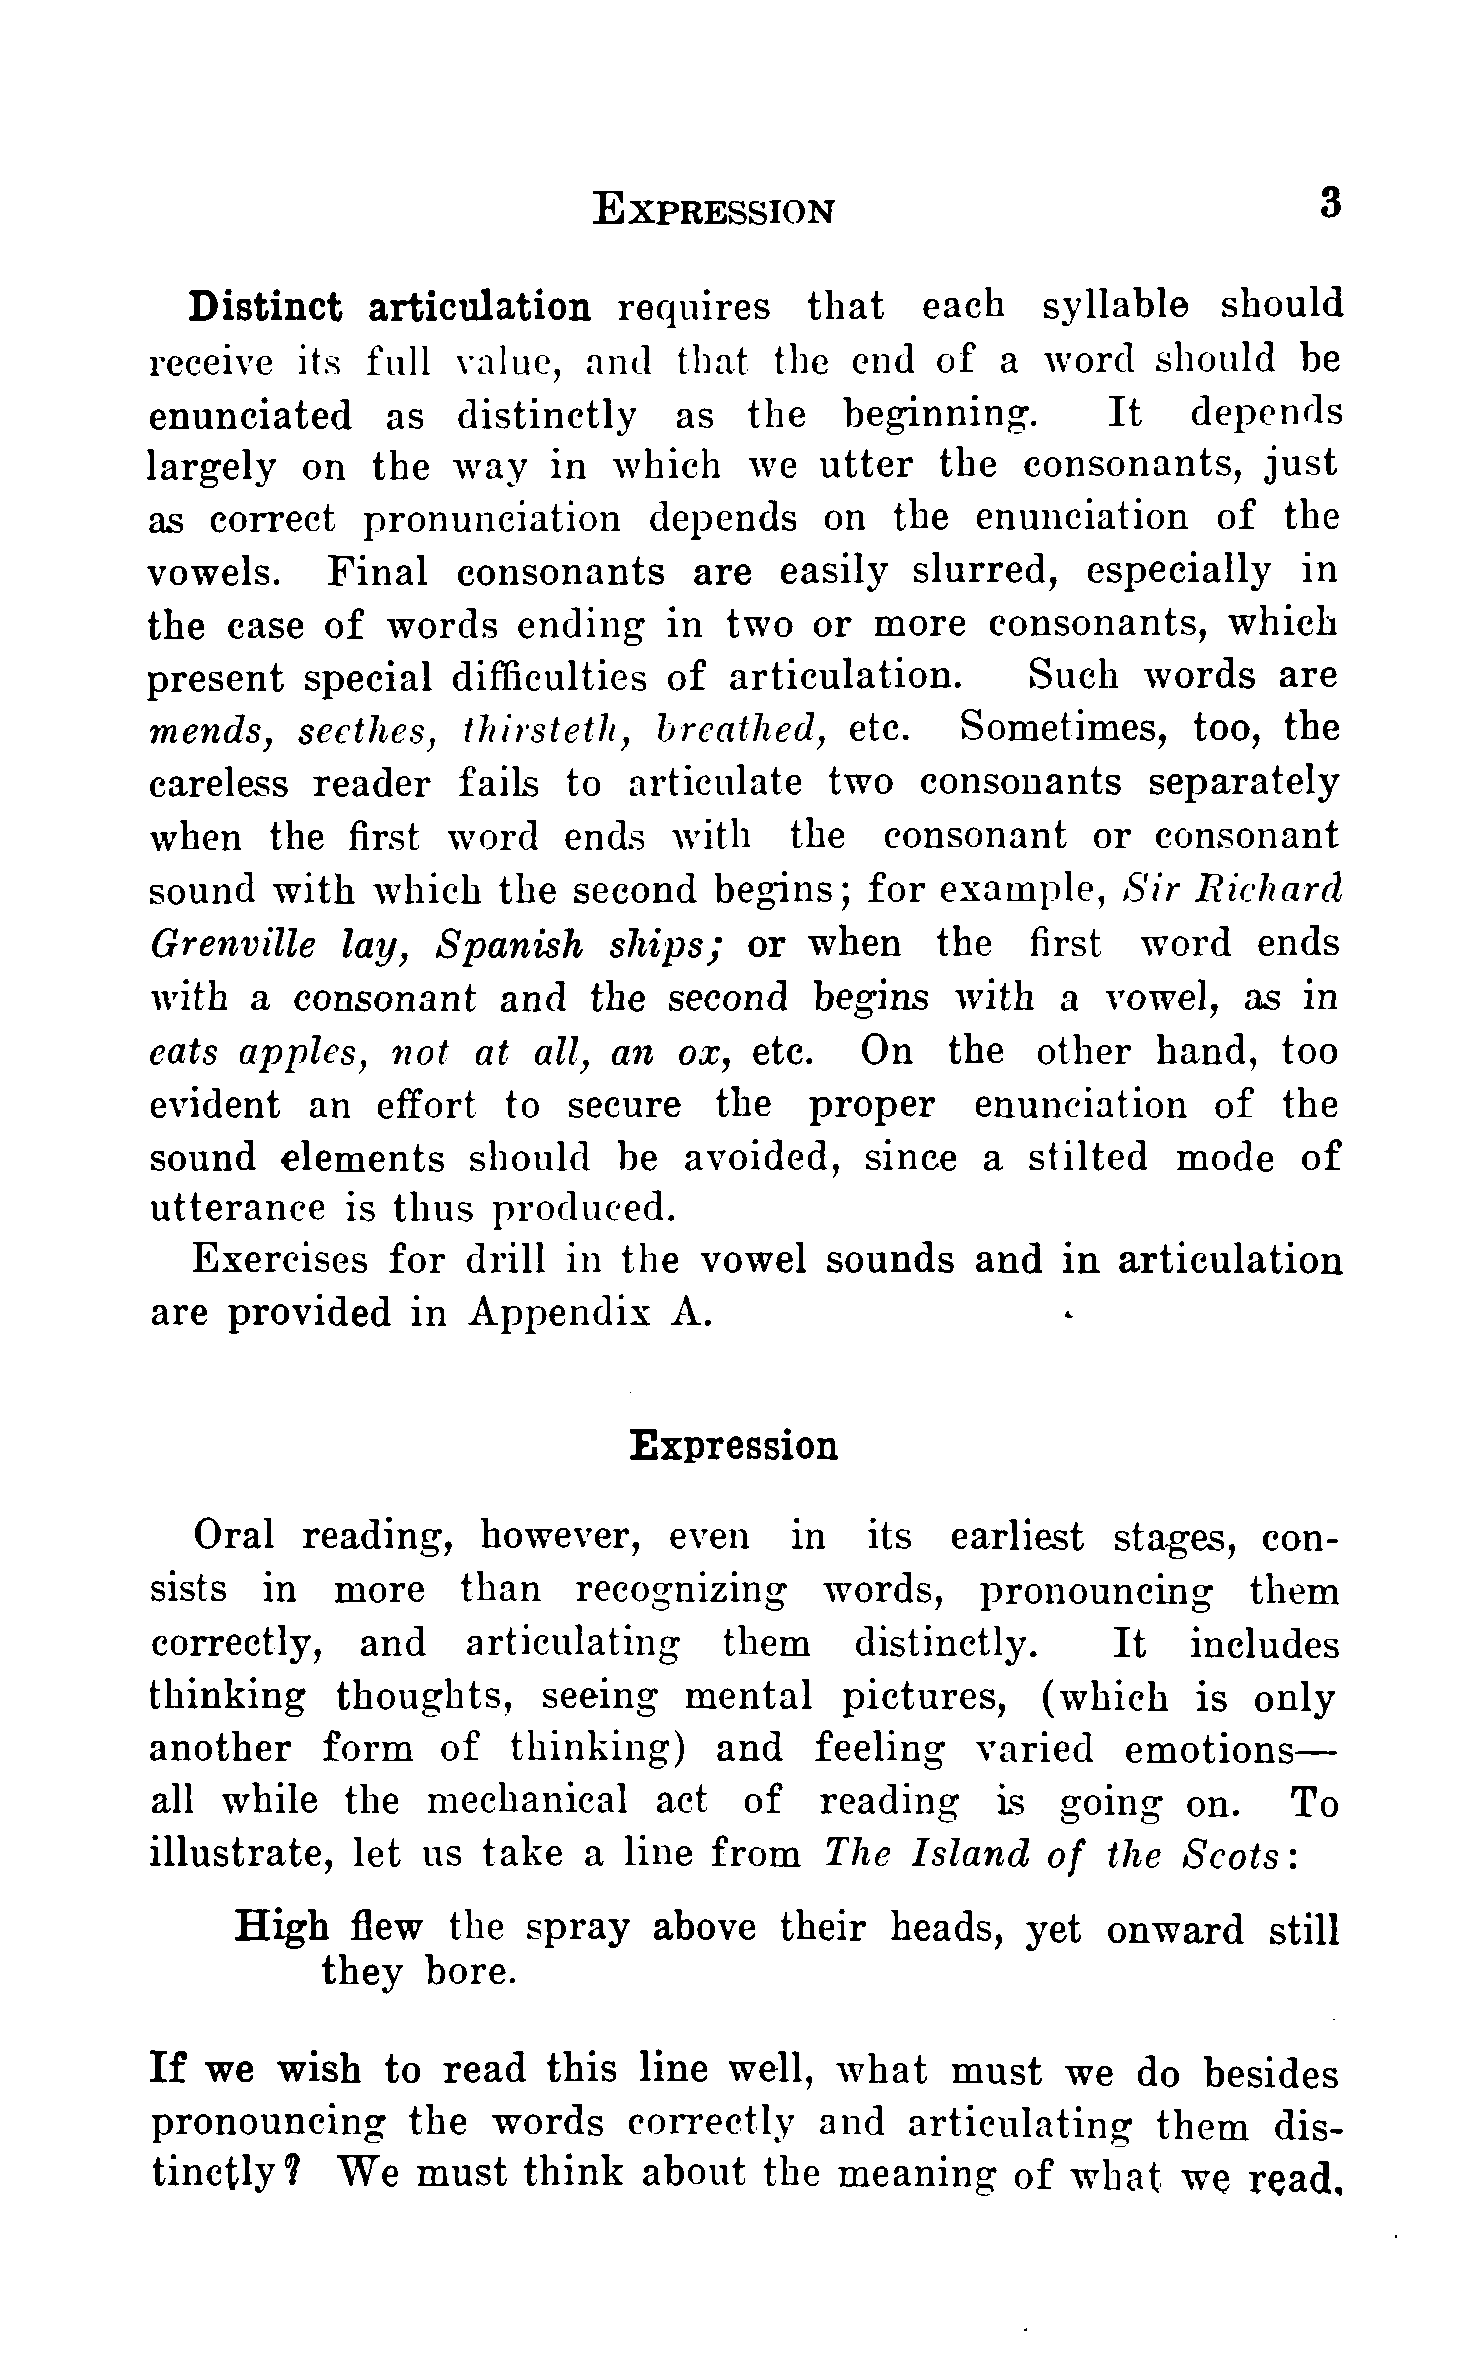 EXPRESSION 3
Distinct articulation requires that each syllable should
receive its full value, and that the end of a word should be
enunciated as distinctly as the beginning. It depends
largely on the way in which we utter the consonants, just
as correct pronunciation depends on the enunciation of the
vowels. Final consonants are easily slurred, especially in
the case of words ending in two or more consonants, which
present special difficulties of articulation. Such words are
mends, seethes, thirsteth, breathed, etc. Sometimes, too, the
careless reader fails to articulate two consonants separately
when the first word ends with the consonant or consonant
sound with which the second begins; for example, Sir Richard
Grenville lay, Spanish ships; or when the first word ends
with a consonant and the second begins with a vowel, as in
eats apples, not at all, an ox, etc. On the other hand, too
evident an effort to secure the proper enunciation of the
sound elements should be avoided, since a stilted mode of
utterance is thus produced.
Exercises for drill in the vowel sounds and in articulation
are provided in Appendix A.
Expression
Oral reading, however, even in its earliest stages, con-
sists in more than recognizing words, pronouncing them
correctly, and articulating them distinctly. It includes
thinking thoughts, seeing mental pictures, (which is only
another form of thinking) and feeling varied emotions—
all while the mechanical act of reading is going on. To
illustrate, let us take a line from The Island of the Scots:
High flew the spray above their heads, yet onward still
they bore.
If we wish to read this line well, what must we do besides
pronouncing the words correctly and articulating them dis-
tinctly? We must think about the meaning of what we read.